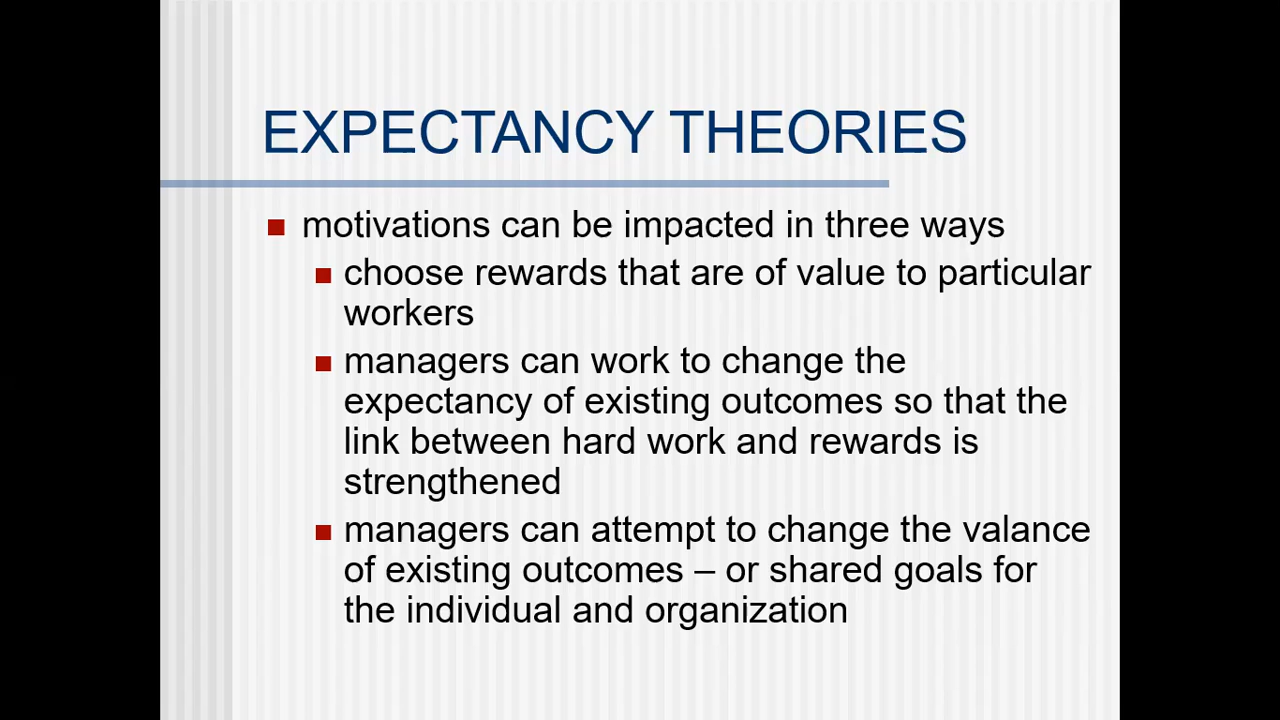 EXPECTANCY THEORIES
motivations can be impacted in three ways
choose rewards that are of value to particular
workers
managers can work to change the
expectancy of existing outcomes so that the
link between hard work and rewards is
strengthened
managers can attempt to change the valance
of existing outcomes – or shared goals for
the individual and organization